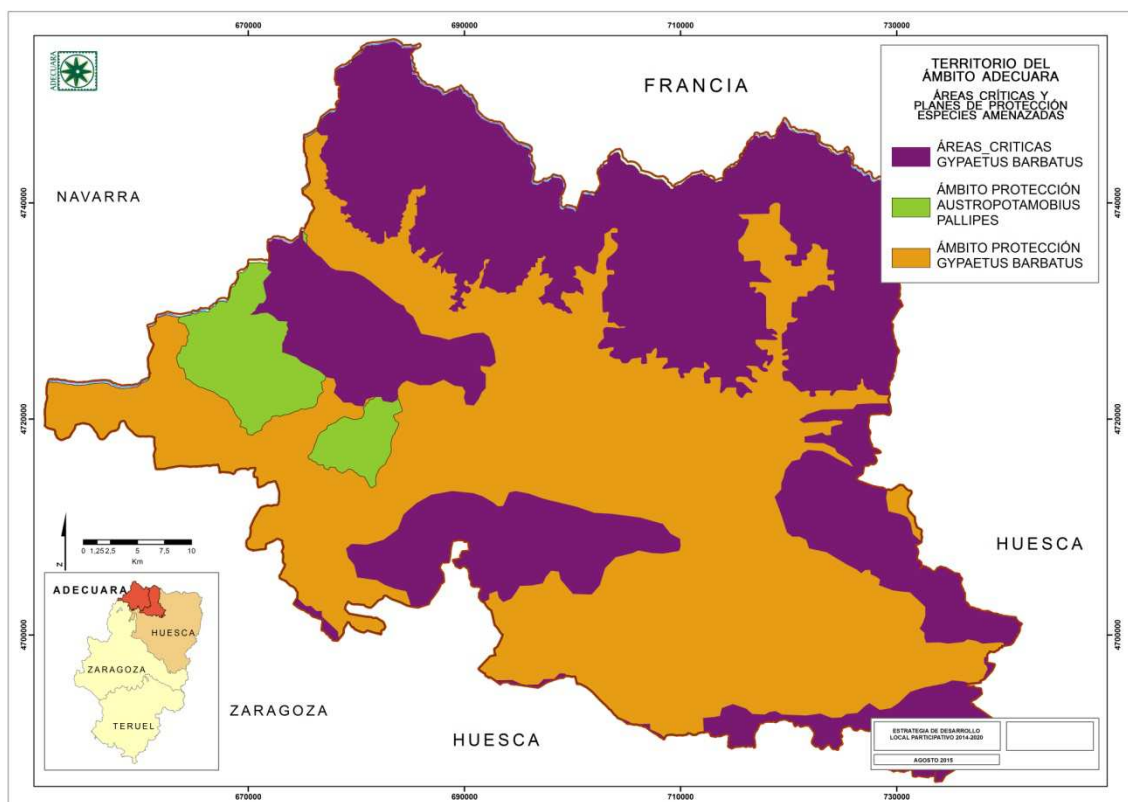 670000
690000
710000
730000
ADECUARA
FRANCIA
NAVARRA
HUESCA
ZARAGOZA
HUESCA
4740000
4720000
4700000
4740000
4720000
4700000
TERRITORIO DEL
ÁMBITO ADECUARA
ÁREAS CRÍTICAS Y
PLANES DE PROTECCIÓN
ESPECIES AMENAZADAS
ÁREAS_CRITICAS
GYPAETUS BARBATUS
ÁMBITO PROTECCIÓN
AUSTROPOTAMOBIUS
PALLIPES
ÁMBITO PROTECCIÓN
GYPAETUS BARBATUS
N
0 1,252,5 5 7,5 10
Km
ADECUARA
HUESCA
ZARAGOZA
TERUEL
ESTRATEGIA DE DESARROLLO
LOCAL PARTICIPATIVO 2014-2020
AGOSTO 2015
670000
690000
710000
730000